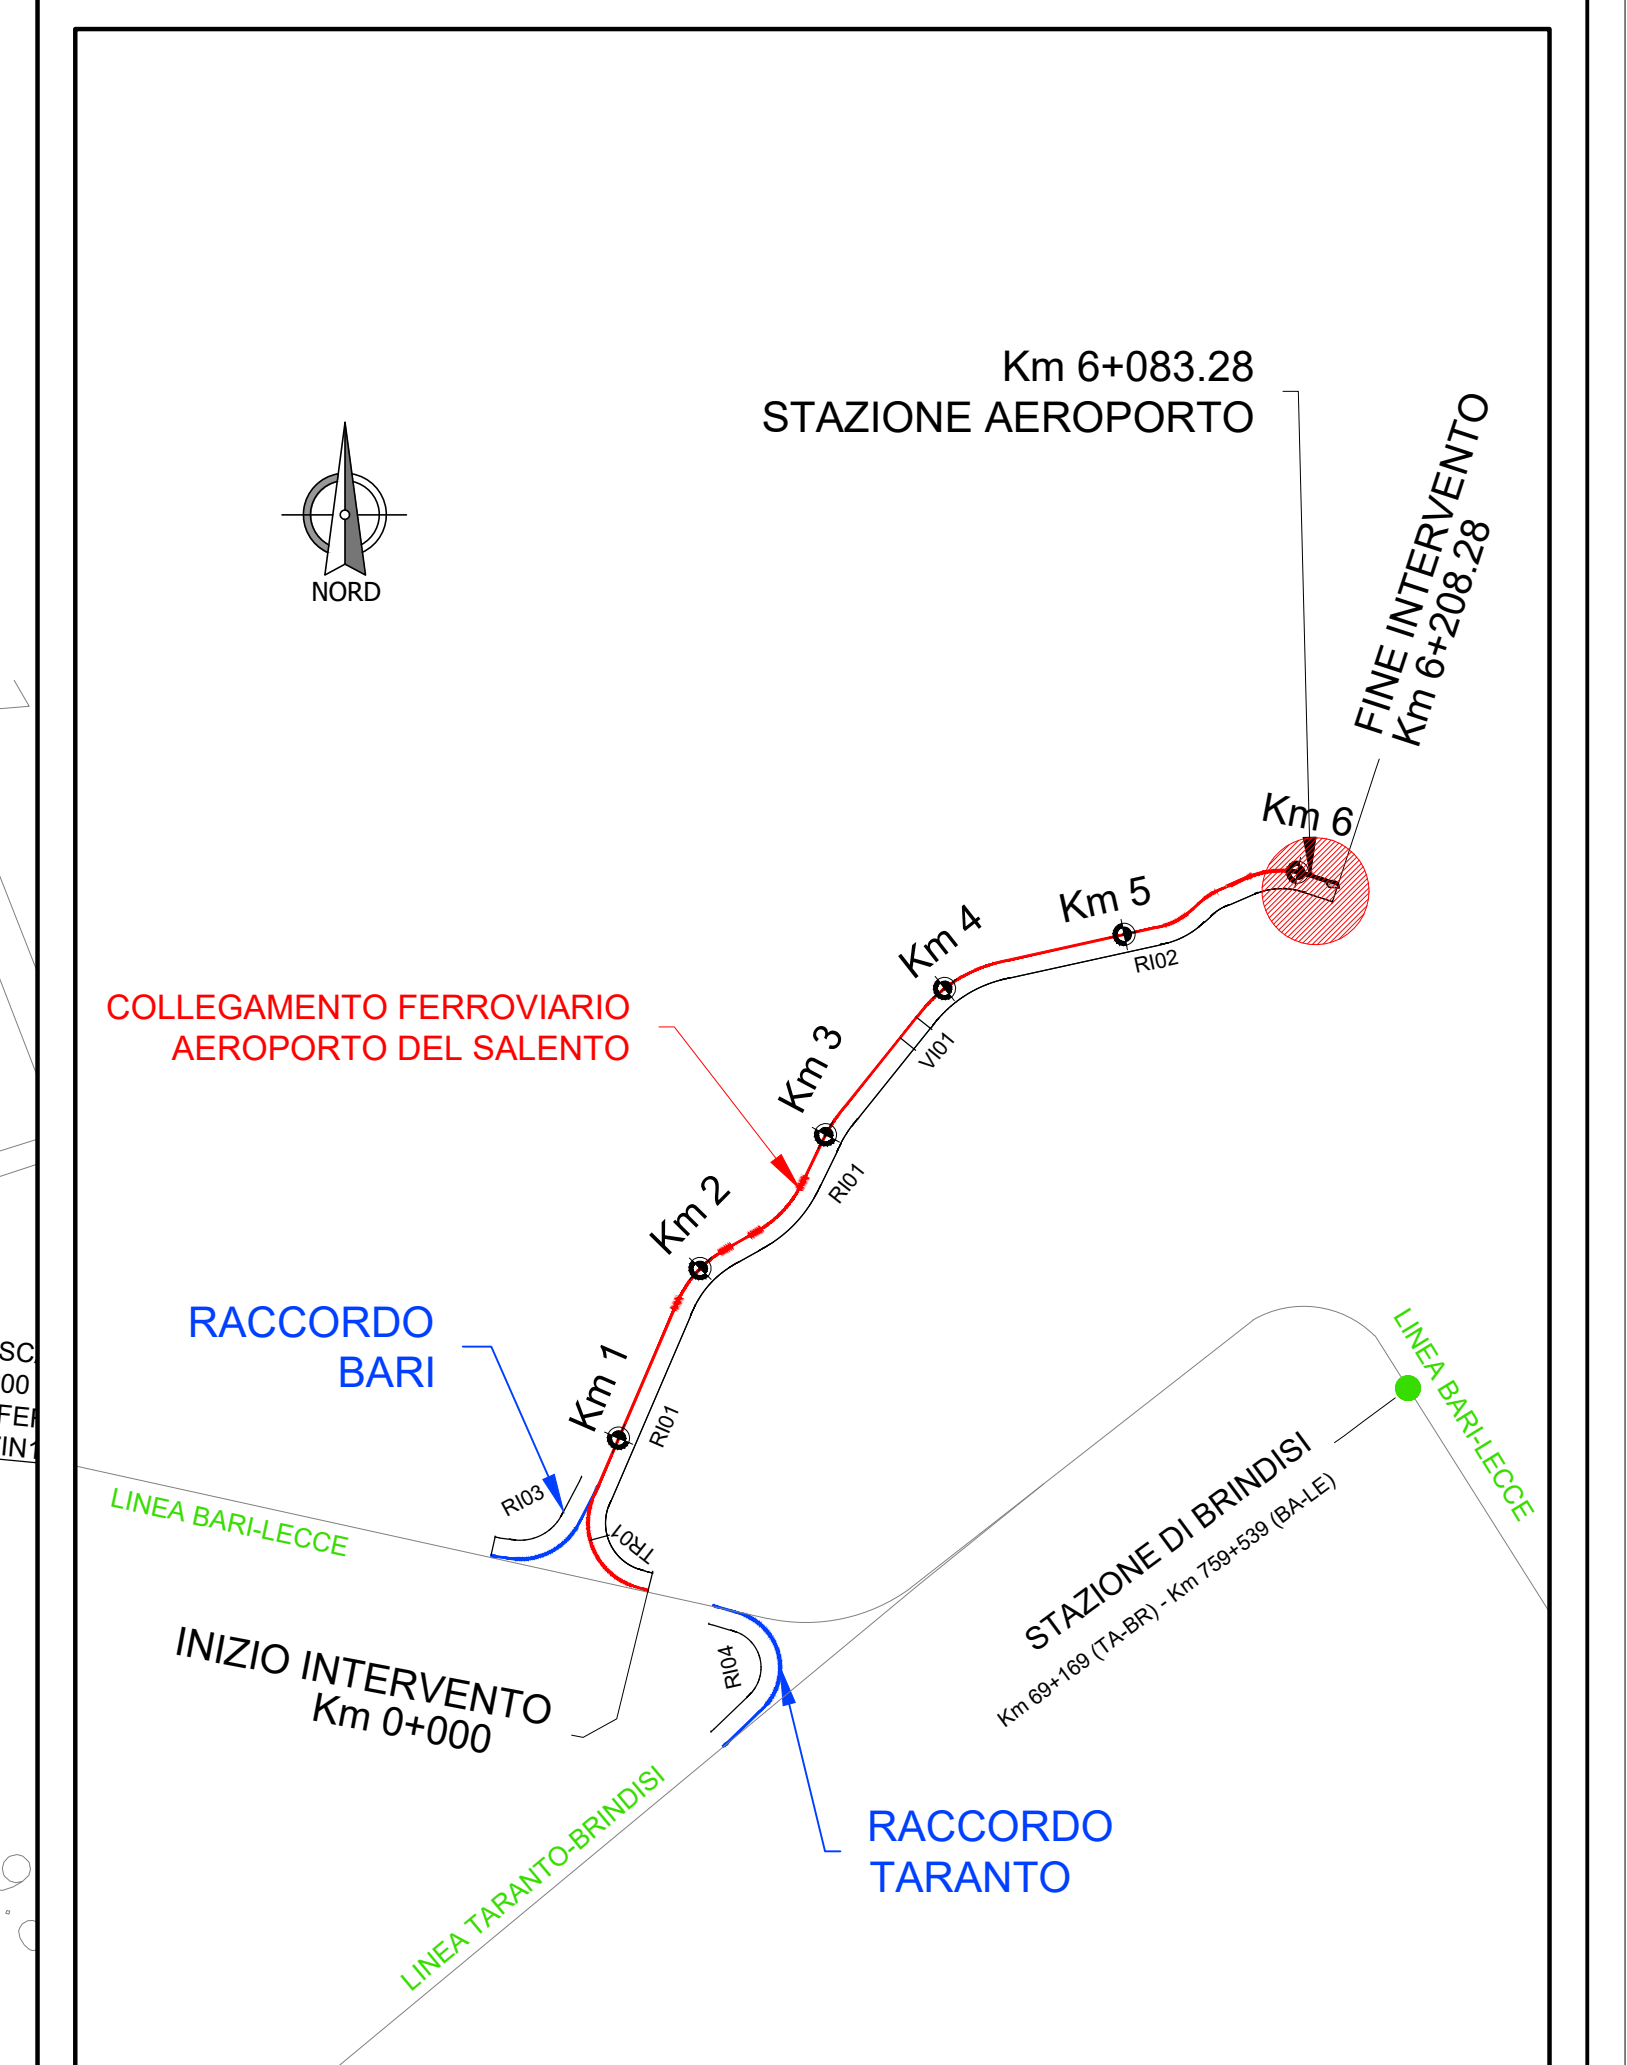 Km 6+083.28
STAZIONE AEROPORTO
FINE INTERVENTO
Km 6+208.28
NORD
Km 6
Km 5
Km 4
RI02
COLLEGAMENTO FERROVIARIO
AEROPORTO DEL SALENTO
Km 3
VI01
RI01
Km 2
RACCORDO
BARI
Km 1
RI01
LINEA BARI-LECCE
RI03
TR01
LINEA BARI-LECCE
STAZIONE DI BRINDISI
Km 69+169 (TA-BR) - Km 759+539 (BA-LE)
INIZIO INTERVENTO
Km 0+000
RI04
LINEA TARANTO-BRINDISI
RACCORDO
TARANTO
00